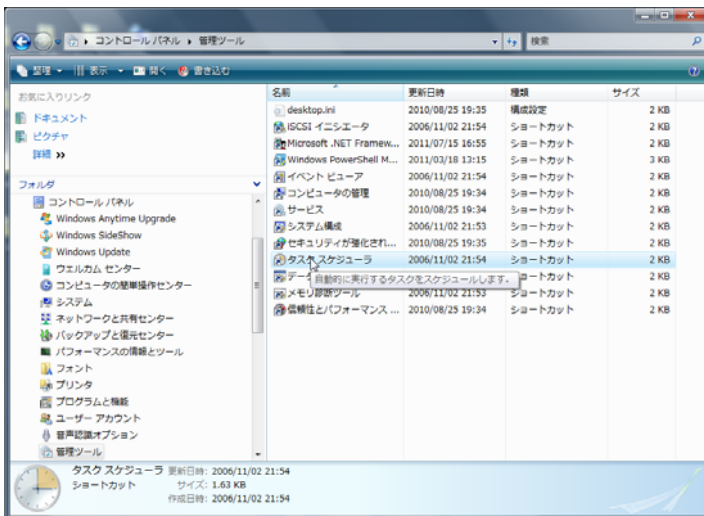 コントロール パネル ▸ 管理ツール
検索
整理 表示 開く 書き込む
お気に入りリンク
ドキュメント
ピクチャ
詳細 >>
フォルダ
コントロール パネル
Windows Anytime Upgrade
Windows SideShow
Windows Update
ウェルカム センター
コンピュータの簡単操作センター
システム
ネットワークと共有センター
バックアップと復元センター
パフォーマンスの情報とツール
フォント
プリンタ
プログラムと機能
ユーザー アカウント
音声認識オプション
管理ツール
名前 更新日時 種類 サイズ
desktop.ini 2010/08/25 19:35 構成設定 2 KB
iSCSI イニシエータ 2006/11/02 21:54 ショートカット 2 KB
Microsoft .NET Framew... 2011/07/15 16:55 ショートカット 2 KB
Windows PowerShell M... 2011/03/18 13:15 ショートカット 3 KB
イベント ビューア 2006/11/02 21:54 ショートカット 2 KB
コンピュータの管理 2010/08/25 19:34 ショートカット 2 KB
サービス 2010/08/25 19:34 ショートカット 2 KB
システム構成 2006/11/02 21:53 ショートカット 2 KB
セキュリティが強化され... 2010/08/25 19:35 ショートカット 2 KB
タスク スケジューラ 2006/11/02 21:54 ショートカット 2 KB
自動的に実行するタスクをスケジュールします。
データ ートカット 2 KB
メモリ診断ツール 2006/11/02 21:53 ショートカット 2 KB
信頼性とパフォーマンス ... 2010/08/25 19:34 ショートカット 2 KB
タスク スケジューラ 更新日時: 2006/11/02 21:54
ショートカット サイズ: 1.63 KB
作成日時: 2006/11/02 21:54